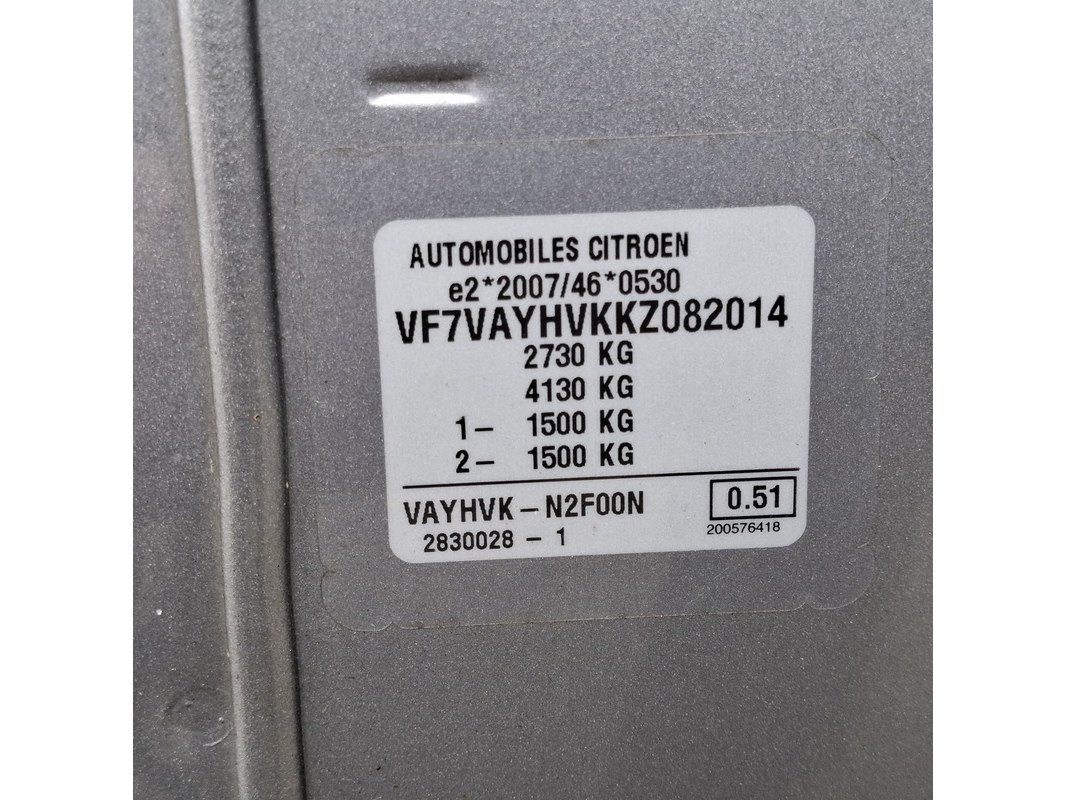 AUTOMOBILES CITROEN
e2*2007/46*0530
VF7VAYHVKKZ082014
2730 KG
4130 KG
1- 1500 KG
2- 1500 KG
VAYHVK-N2F00N
0.51
2830028 - 1
200576418